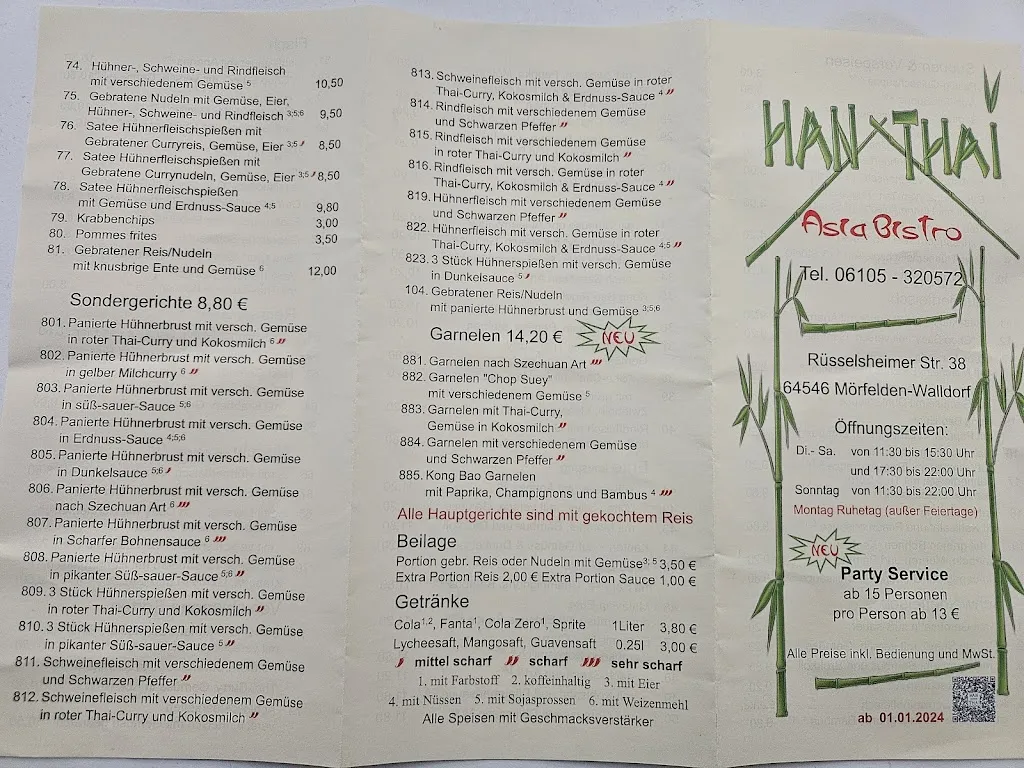 74. Hühner-, Schweine- und Rindfleisch
mit verschiedenem Gemüse 5 10,50
75. Gebratene Nudeln mit Gemüse, Eier,
Hühner-, Schweine- und Rindfleisch 3;5;6 9,50
76. Satee Hühnerfleischspießen mit
Gebratener Curryreis, Gemüse, Eier 3;5 8,50
77. Satee Hühnerfleischspießen mit
Gebratene Currynudeln, Gemüse, Eier 3;5 8,50
78. Satee Hühnerfleischspießen
mit Gemüse und Erdnuss-Sauce 4;5 9,80
79. Krabbenchips 3,00
80. Pommes frites 3,50
81. Gebratener Reis/Nudeln
mit knusbrige Ente und Gemüse 6 12,00
Sondergerichte 8,80 €
801. Panierte Hühnerbrust mit versch. Gemüse
in roter Thai-Curry und Kokosmilch 6
802. Panierte Hühnerbrust mit versch. Gemüse
in gelber Milchcurry 6
803. Panierte Hühnerbrust mit versch. Gemüse
in süß-sauer-Sauce 5;6
804. Panierte Hühnerbrust mit versch. Gemüse
in Erdnuss-Sauce 4;5;6
805. Panierte Hühnerbrust mit versch. Gemüse
in Dunkelsauce 5;6
806. Panierte Hühnerbrust mit versch. Gemüse
nach Szechuan Art 6
807. Panierte Hühnerbrust mit versch. Gemüse
in Scharfer Bohnensauce 6
808. Panierte Hühnerbrust mit versch. Gemüse
in pikanter Süß-sauer-Sauce 5;6
809. 3 Stück Hühnerspießen mit versch. Gemüse
in roter Thai-Curry und Kokosmilch
810. 3 Stück Hühnerspießen mit versch. Gemüse
in pikanter Süß-sauer-Sauce 5
811. Schweinefleisch mit verschiedenem Gemüse
und Schwarzen Pfeffer
812. Schweinefleisch mit verschiedenem Gemüse
in roter Thai-Curry und Kokosmilch
813. Schweinefleisch mit versch. Gemüse in roter
Thai-Curry, Kokosmilch & Erdnuss-Sauce 4
814. Rindfleisch mit verschiedenem Gemüse
und Schwarzen Pfeffer
815. Rindfleisch mit verschiedenem Gemüse
in roter Thai-Curry und Kokosmilch
816. Rindfleisch mit versch. Gemüse in roter
Thai-Curry, Kokosmilch & Erdnuss-Sauce 4
819. Hühnerfleisch mit verschiedenem Gemüse
und Schwarzen Pfeffer
822. Hühnerfleisch mit versch. Gemüse in roter
Thai-Curry, Kokosmilch & Erdnuss-Sauce 4;5
823. 3 Stück Hühnerspießen mit versch. Gemüse
in Dunkelsauce 5
104. Gebratener Reis/Nudeln
mit panierte Hühnerbrust und Gemüse 3;5;6
Garnelen 14,20 € NEU
881. Garnelen nach Szechuan Art
882. Garnelen "Chop Suey"
mit verschiedenem Gemüse 5
883. Garnelen mit Thai-Curry,
Gemüse in Kokosmilch
884. Garnelen mit verschiedenem Gemüse
und Schwarzen Pfeffer
885. Kong Bao Garnelen
mit Paprika, Champignons und Bambus 4
Alle Hauptgerichte sind mit gekochtem Reis
Beilage
Portion gebr. Reis oder Nudeln mit Gemüse 3; 5 3,50 €
Extra Portion Reis 2,00 € Extra Portion Sauce 1,00 €
Getränke
Cola1,2, Fanta1, Cola Zero1, Sprite 1Liter 3,80 €
Lycheesaft, Mangosaft, Guavensaft 0.25l 3,00 €
mittel scharf scharf sehr scharf
1. mit Farbstoff 2. koffeinhaltig 3. mit Eier
4. mit Nüssen 5. mit Sojasprossen 6. mit Weizenmehl
Alle Speisen mit Geschmacksverstärker
HAN THAI
Asia Bistro
Tel. 06105 - 320572
Rüsselsheimer Str. 38
64546 Mörfelden-Walldorf
Öffnungszeiten:
Di.- Sa. von 11:30 bis 15:30 Uhr
und 17:30 bis 22:00 Uhr
Sonntag von 11:30 bis 22:00 Uhr
Montag Ruhetag (außer Feiertage)
NEU
Party Service
ab 15 Personen
pro Person ab 13 €
Alle Preise inkl. Bedienung und MwSt.
ab 01.01.2024